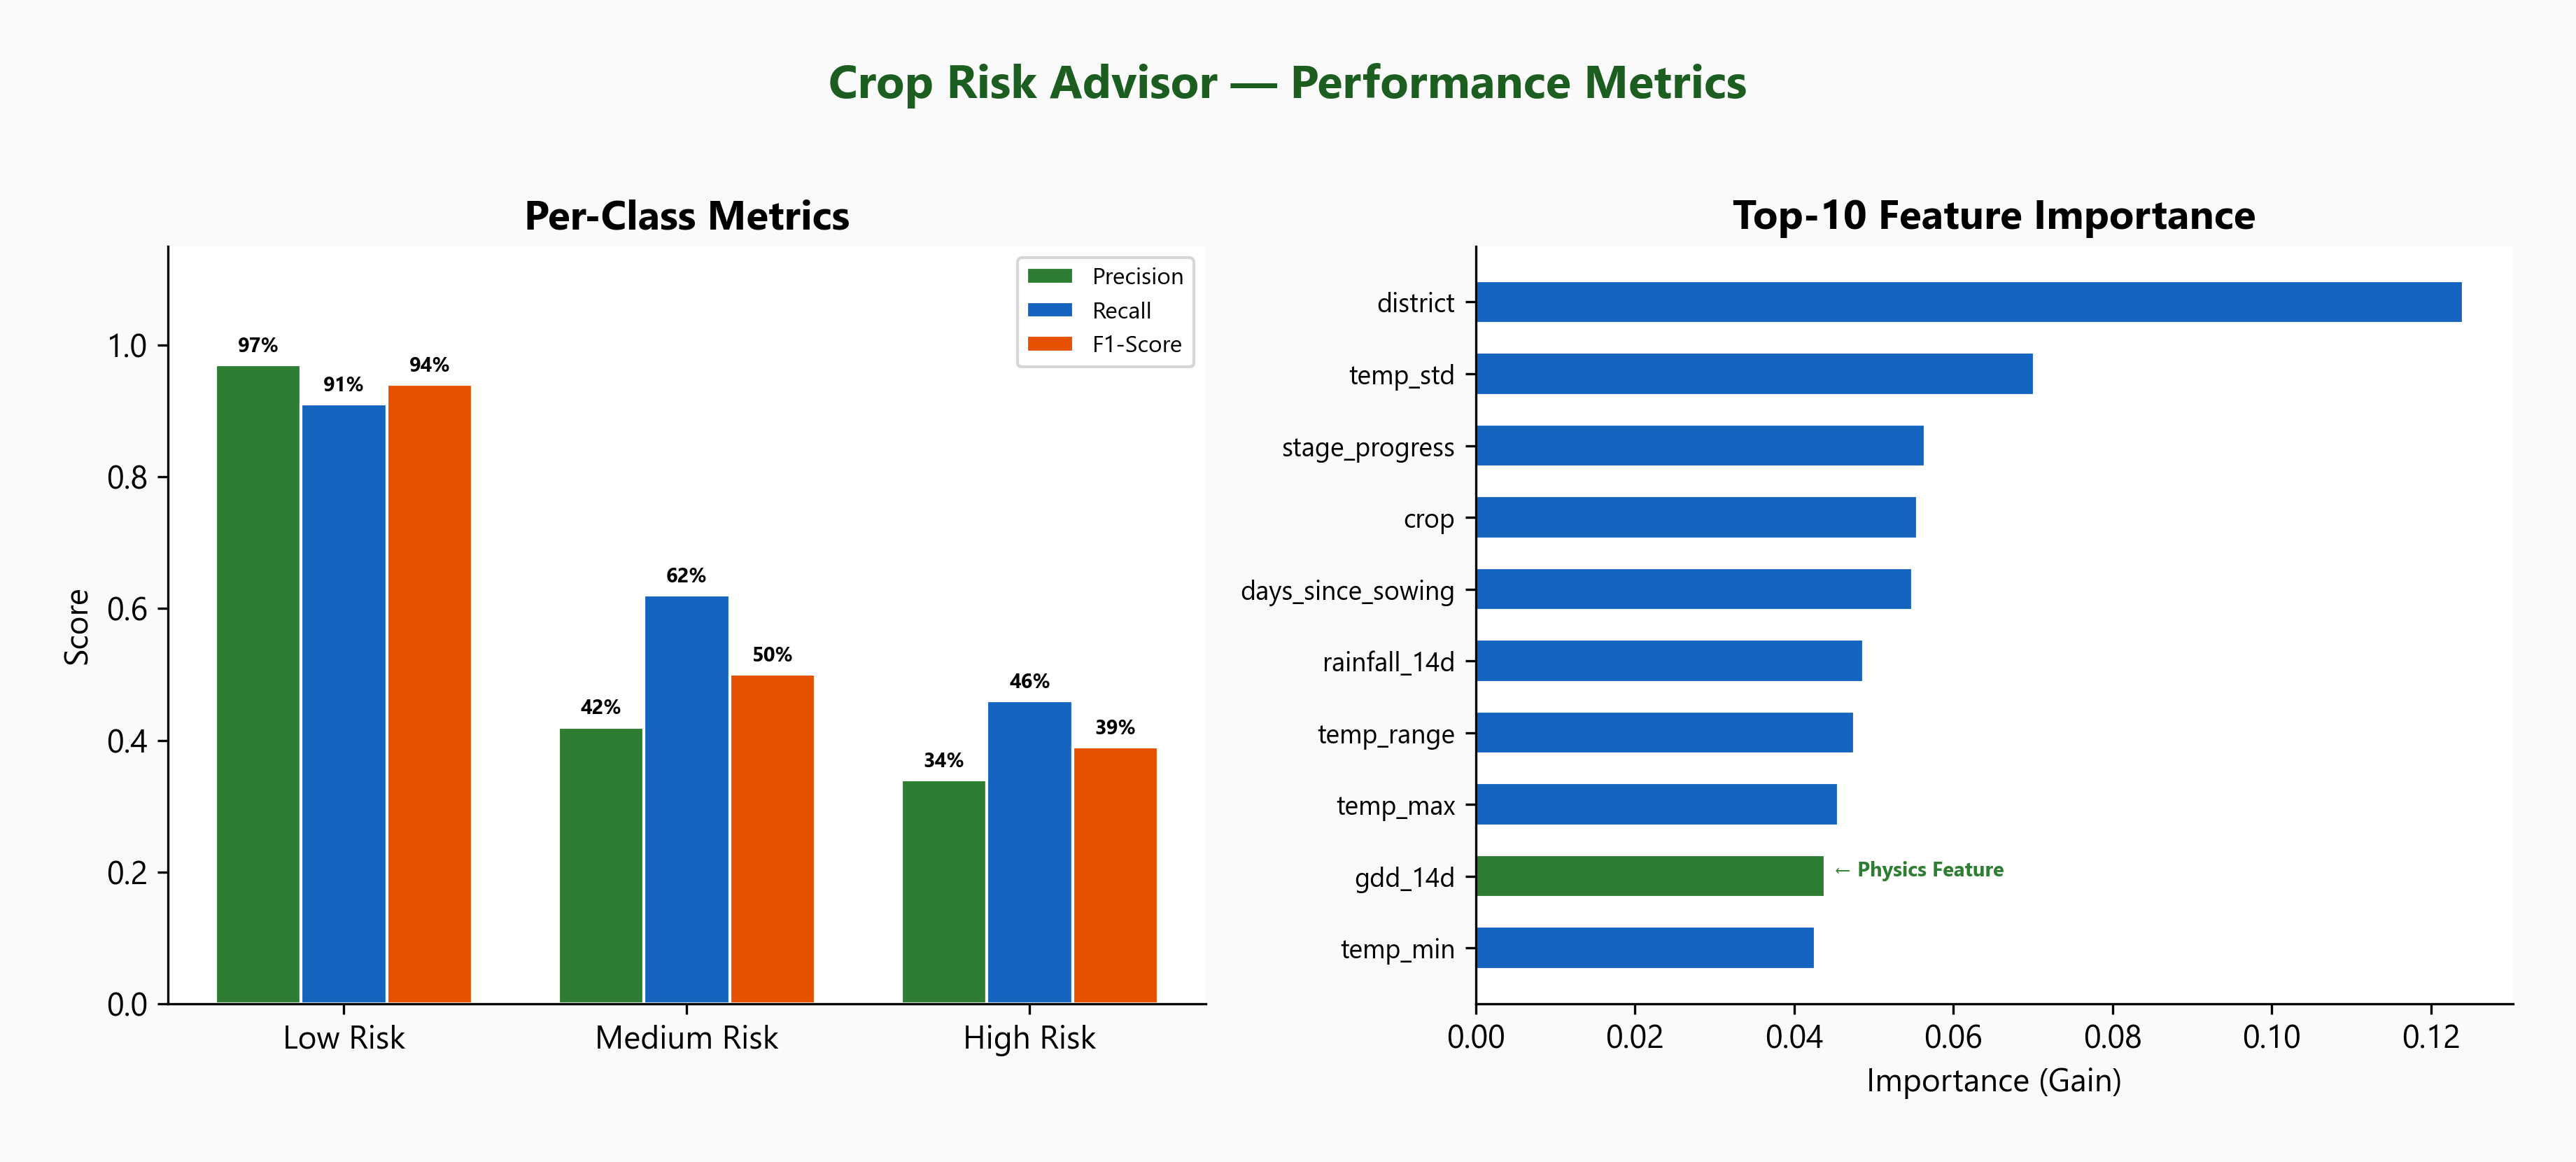 Crop Risk Advisor — Performance Metrics
Per-Class Metrics
Precision
Recall
F1-Score
Score
1.0
0.8
0.6
0.4
0.2
0.0
97%
91%
94%
42%
62%
50%
34%
46%
39%
Low Risk
Medium Risk
High Risk
Top-10 Feature Importance
district
temp_std
stage_progress
crop
days_since_sowing
rainfall_14d
temp_range
temp_max
gdd_14d
← Physics Feature
temp_min
0.00
0.02
0.04
0.06
0.08
0.10
0.12
Importance (Gain)